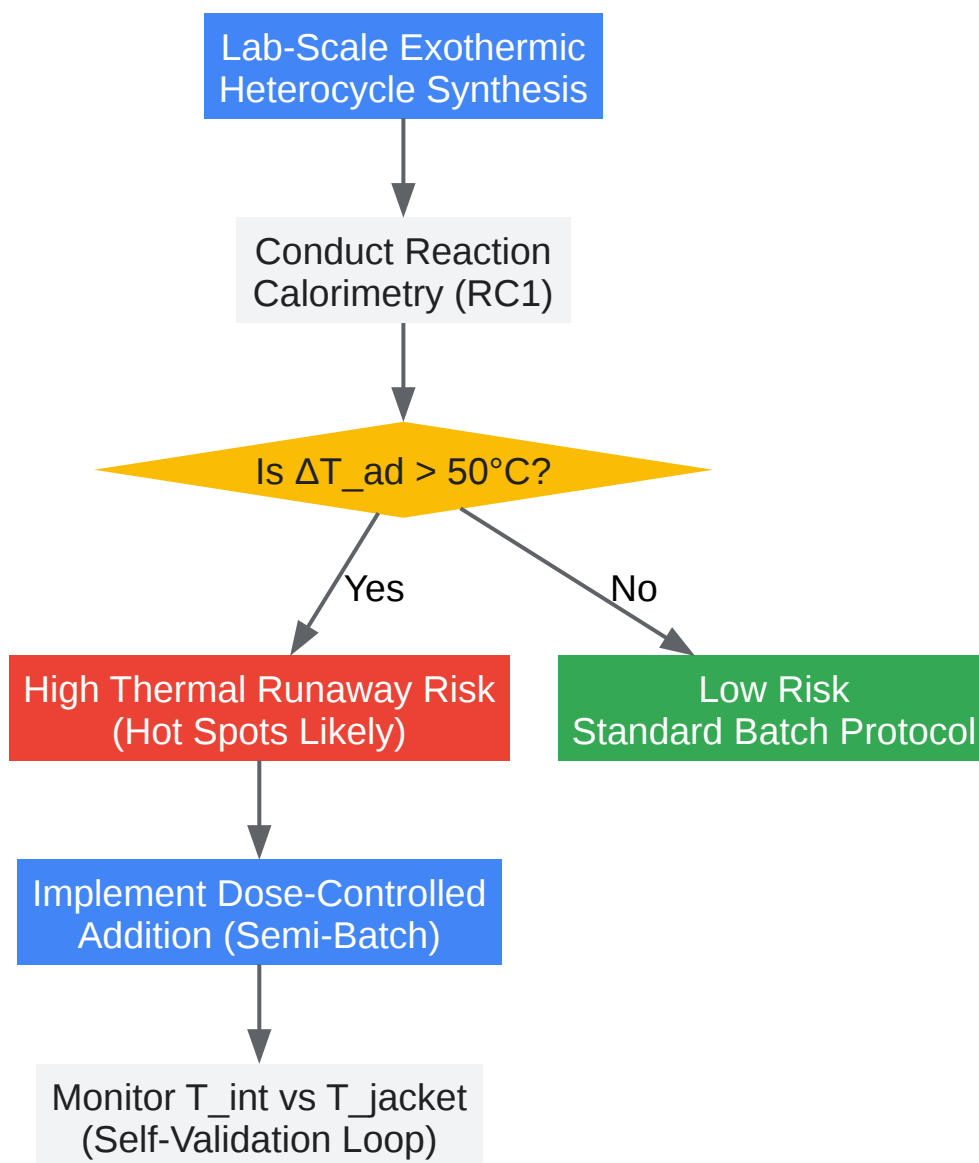 Lab-Scale Exothermic
Heterocycle Synthesis
Conduct Reaction
Calorimetry (RC1)
Is ΔT_ad > 50°C?
Yes
No
High Thermal Runaway Risk
(Hot Spots Likely)
Low Risk
Standard Batch Protocol
Implement Dose-Controlled
Addition (Semi-Batch)
Monitor T_int vs T_jacket
(Self-Validation Loop)